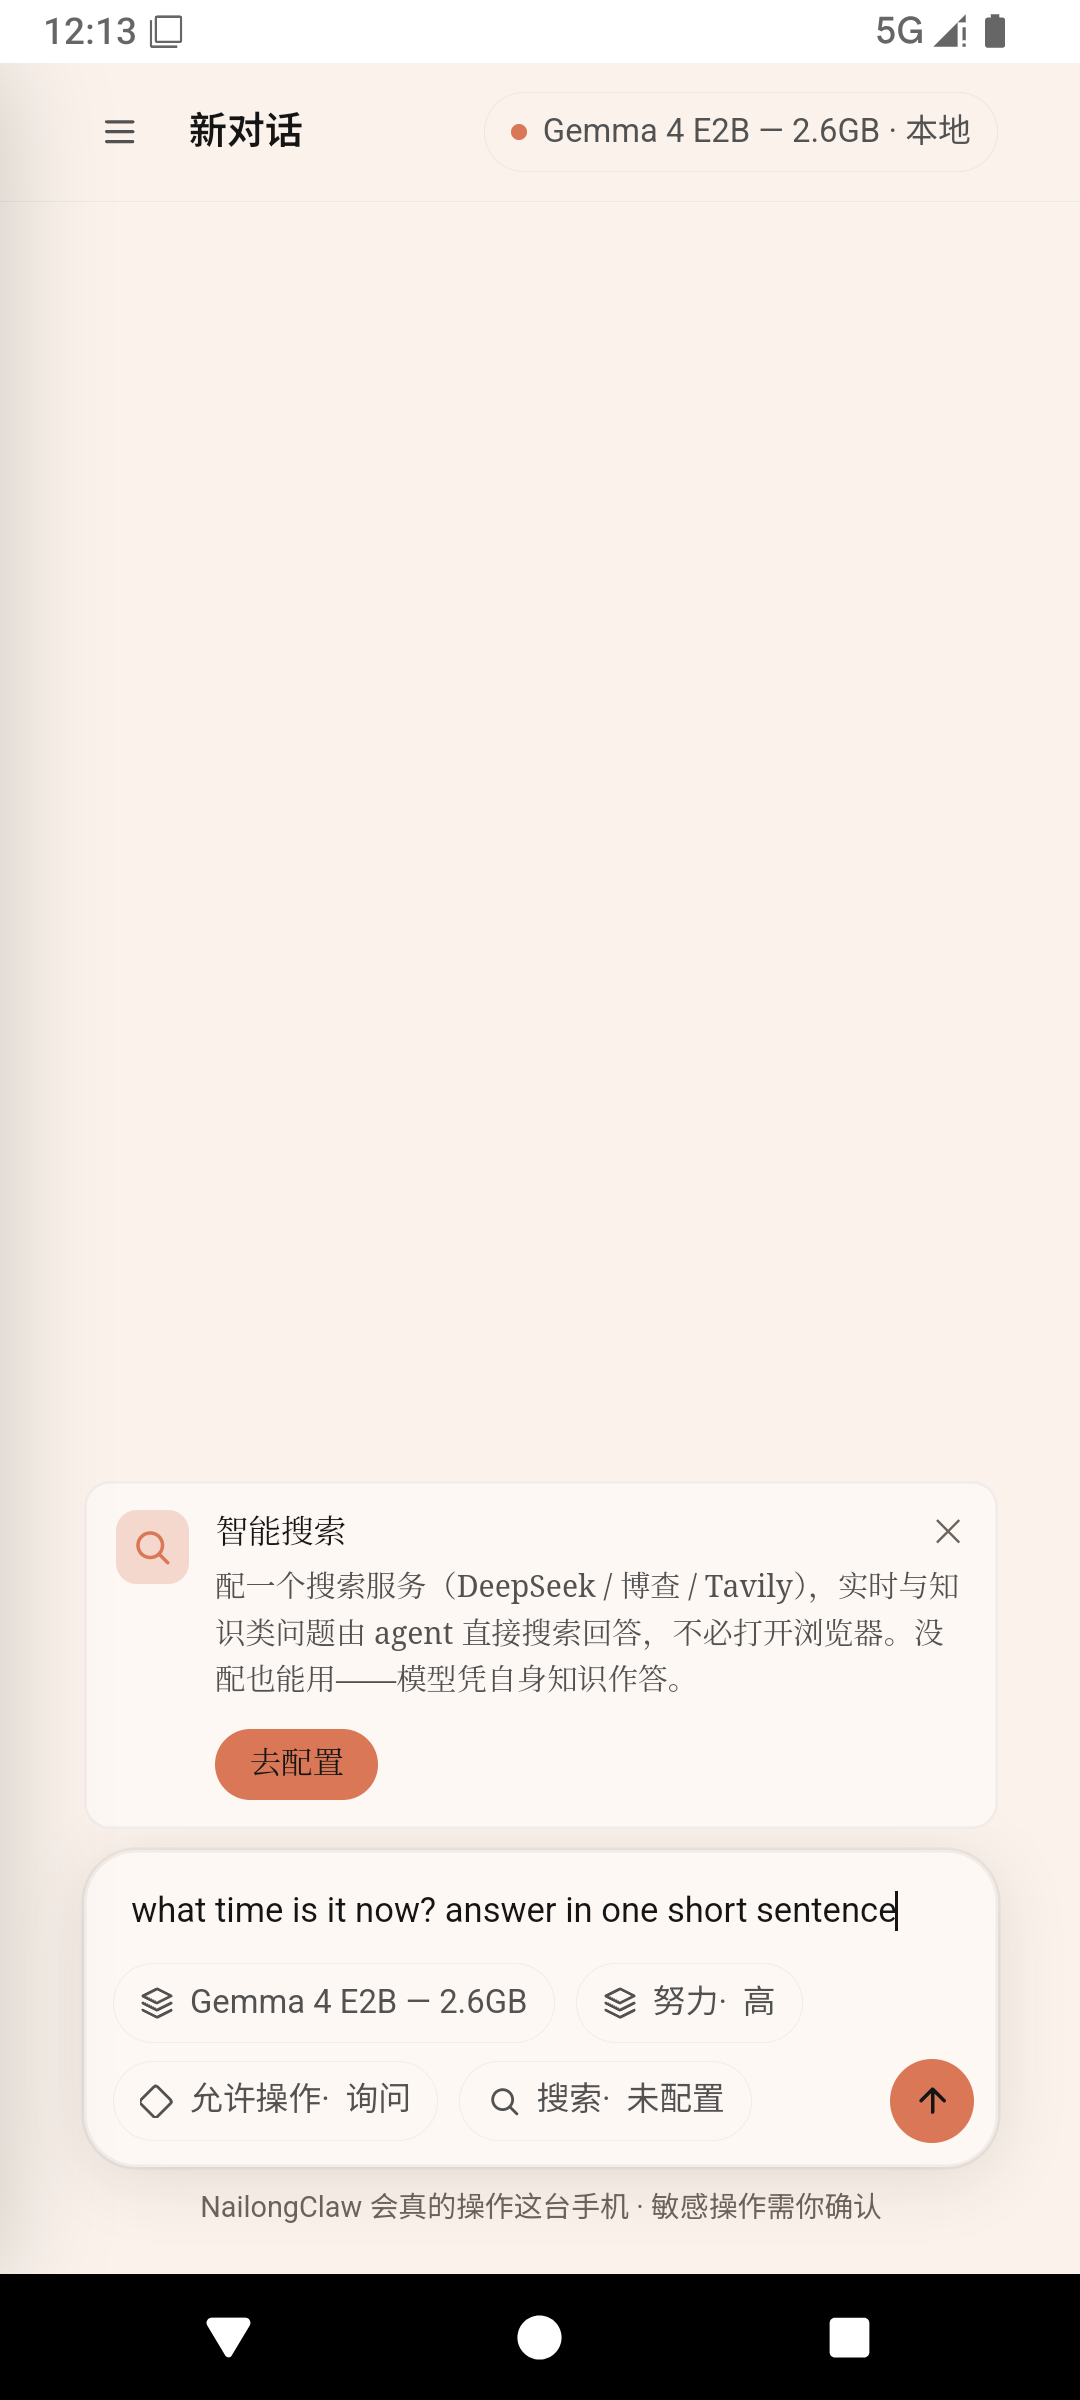 12:13
5G
新对话
Gemma 4 E2B — 2.6GB · 本地
智能搜索
配一个搜索服务（DeepSeek / 博查 / Tavily），实时与知
识类问题由 agent 直接搜索回答，不必打开浏览器。没
配也能用——模型凭自身知识作答。
去配置
what time is it now? answer in one short sentence
Gemma 4 E2B — 2.6GB
努力· 高
允许操作· 询问
搜索· 未配置
NailongClaw 会真的操作这台手机 · 敏感操作需你确认